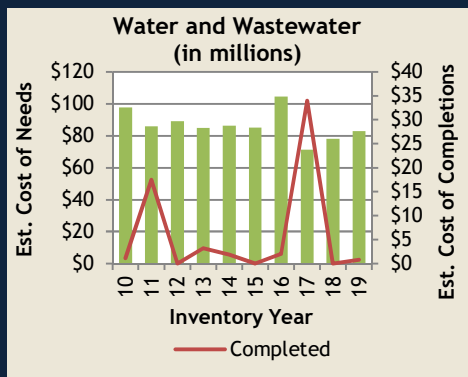 Water and Wastewater
(in millions)
Est. Cost of Needs
$120
$100
$80
$60
$40
$20
$0
$40
$35
$30
$25
$20
$15
$10
$5
$0
Est. Cost of Completions
10 11 12 13 14 15 16 17 18 19
Inventory Year
Completed